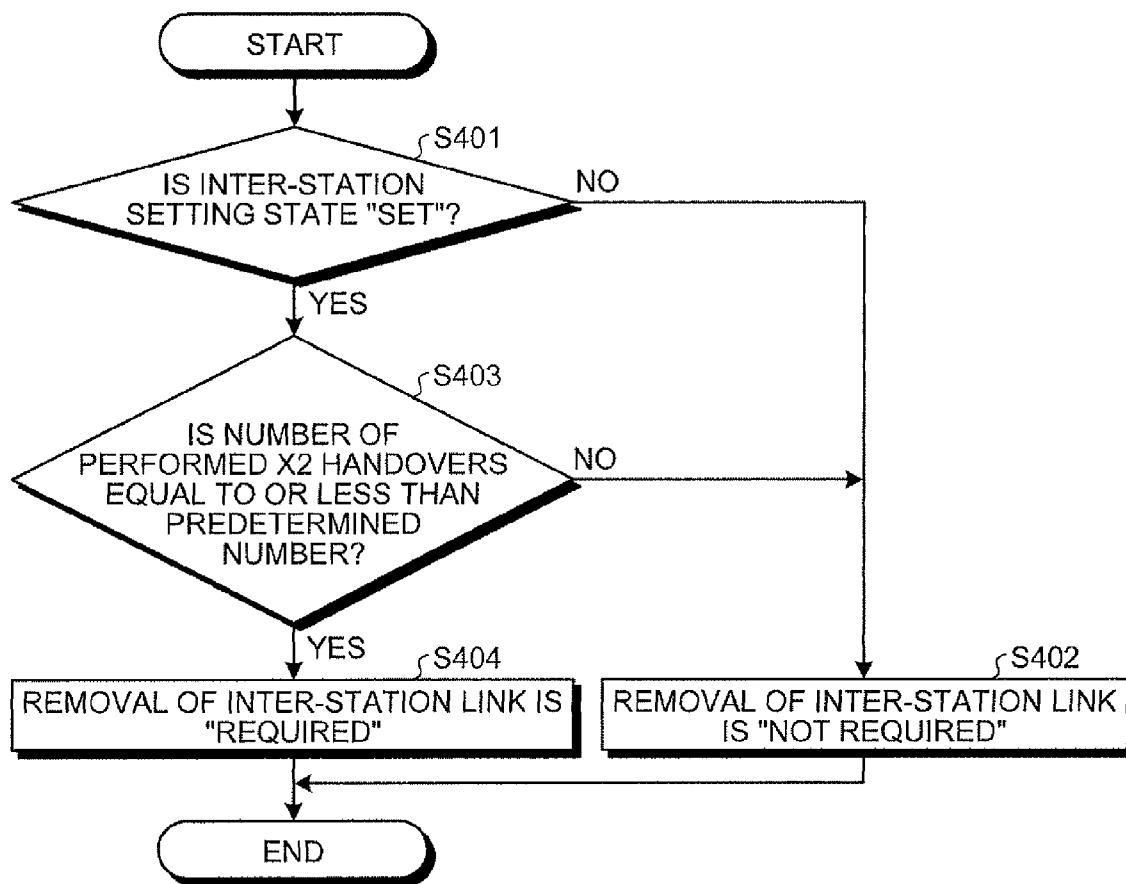 START
S401
IS INTER-STATION
SETTING STATE "SET"?
NO
YES
S403
IS NUMBER OF
PERFORMED X2 HANDOVERS
EQUAL TO OR LESS THAN
PREDETERMINED
NUMBER?
NO
YES
S404
REMOVAL OF INTER-STATION LINK IS
"REQUIRED"
S402
REMOVAL OF INTER-STATION LINK
IS "NOT REQUIRED"
END